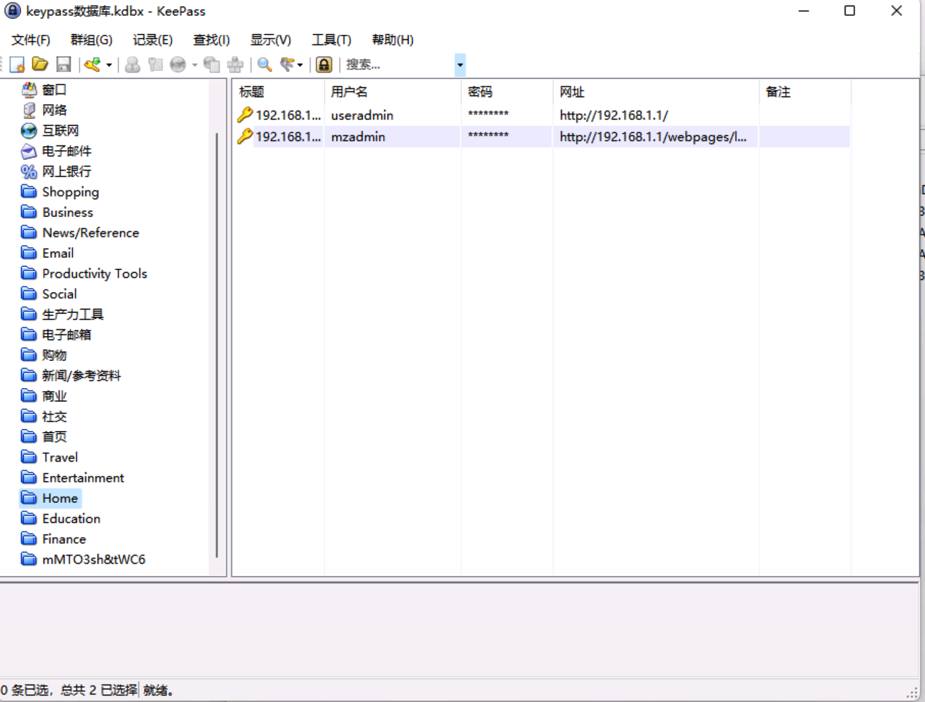 keypass数据库.kdbx - KeePass
文件(F) 群组(G) 记录(E) 查找(I) 显示(V) 工具(T) 帮助(H)
搜索...
窗口
网络
互联网
电子邮件
网上银行
Shopping
Business
News/Reference
Email
Productivity Tools
Social
生产力工具
电子邮箱
购物
新闻/参考资料
商业
社交
首页
Travel
Entertainment
Home
Education
Finance
mMTO3sh&tWC6
标题 用户名 密码 网址 备注
192.168.1... useradmin ******** http://192.168.1.1/
192.168.1... mzadmin ******** http://192.168.1.1/webpages/l...
0 条已选，总共 2 已选择 就绪。